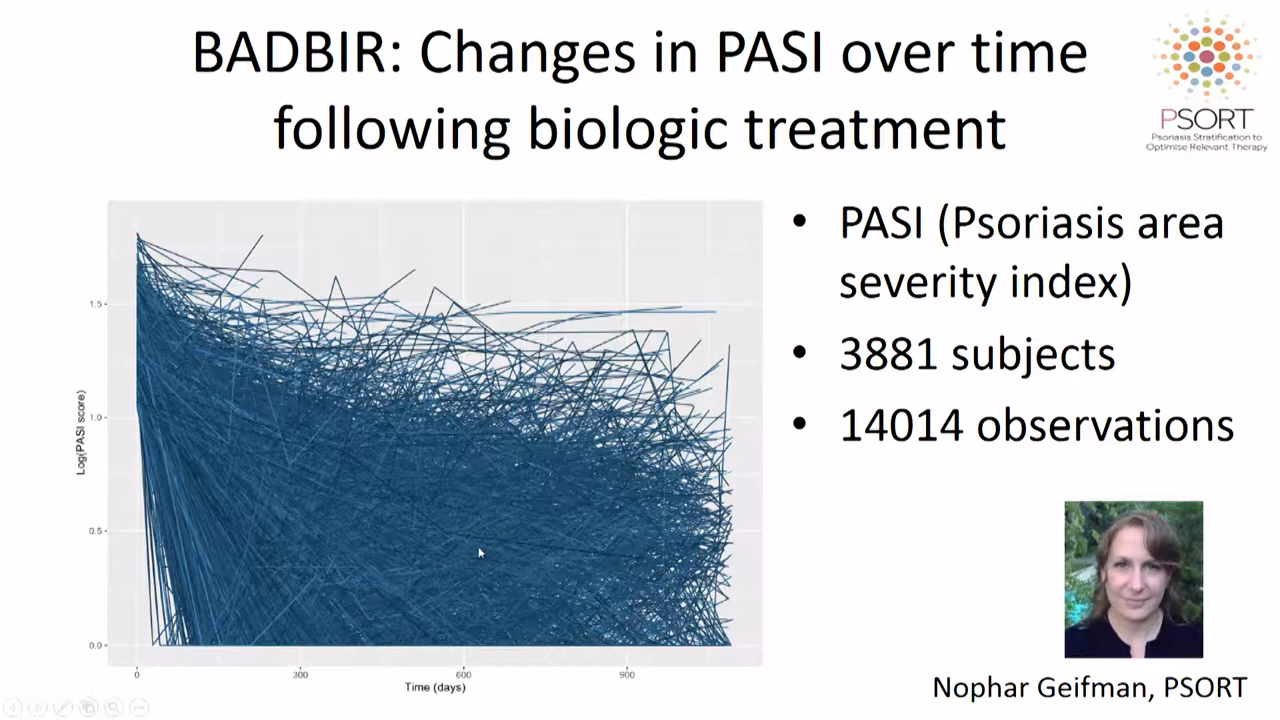 BADBIR: Changes in PASI over time
following biologic treatment
PSORT
Psoriasis Stratification to
Optimise Relevant Therapy
• PASI (Psoriasis area
severity index)
• 3881 subjects
• 14014 observations
Log(PASI score)
1.5
1.0
0.5
0.0
0
300
600
900
Time (days)
Nophar Geifman, PSORT